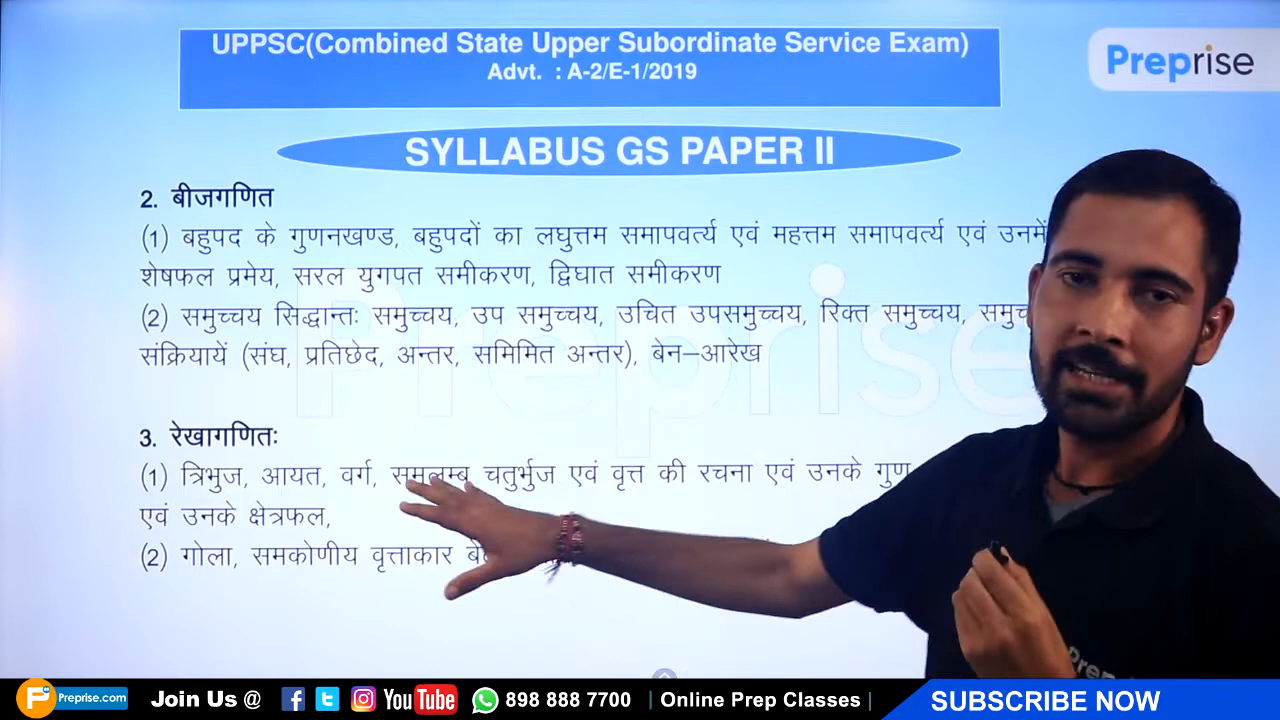 UPPSC(Combined State Upper Subordinate Service Exam)
Advt. : A-2/E-1/2019
Preprise
SYLLABUS GS PAPER II
2. बीजगणित
(1) बहुपद के गुणनखण्ड, बहुपदों का लघुत्तम समापवर्त्य एवं महत्तम समापवर्त्य एवं उनमें
शेषफल प्रमेय, सरल युगपत समीकरण, द्विघात समीकरण
(2) समुच्चय सिद्धान्तः समुच्चय, उप समुच्चय, उचित उपसमुच्चय, रिक्त समुच्चय,
संक्रियायें (संघ, प्रतिछेद, अन्तर, समिमित अन्तर), बेन–आरेख
Preprise
3. रेखागणितः
(1) त्रिभुज, आयत, वर्ग, समलम्ब चतुर्भुज एवं वृत्त की रचना एवं उनके गुण
एवं उनके क्षेत्रफल,
(2) गोला, समकोणीय वृत्ताकार
Preprise.com Join Us @ YouTube 898 888 7700 | Online Prep Classes | SUBSCRIBE NOW